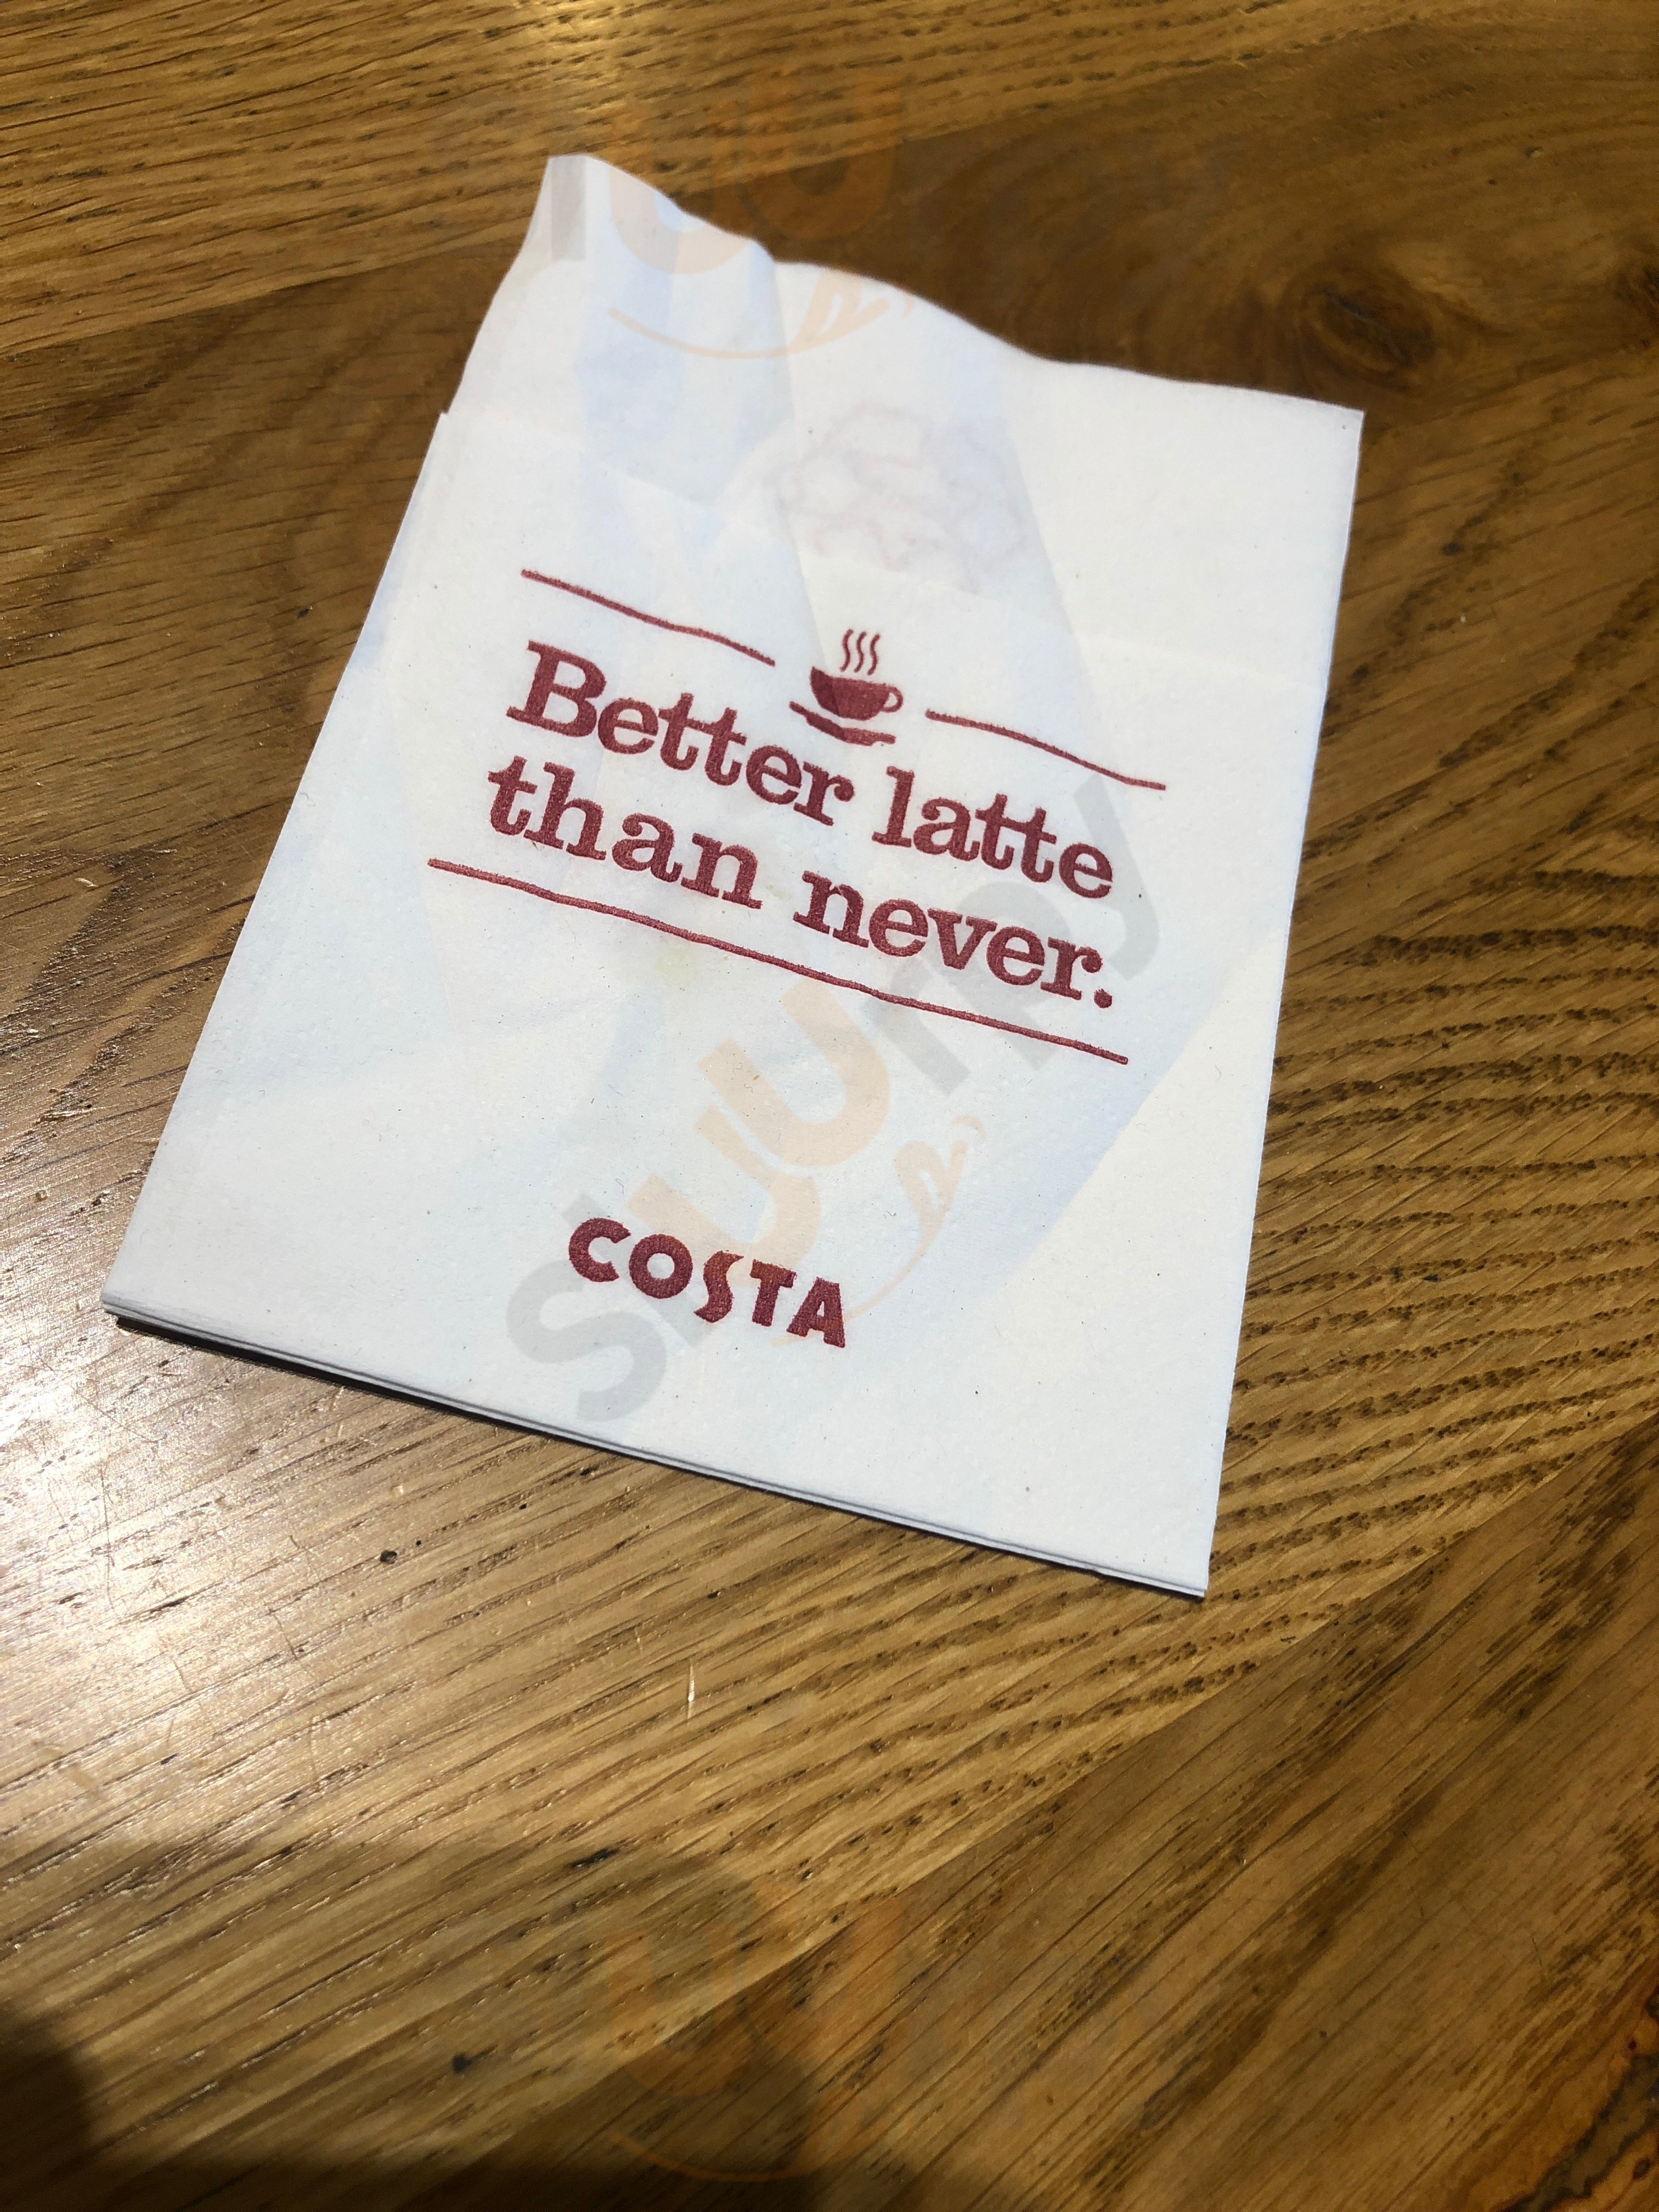 Better latte
than never.
COSTA
sluurpy